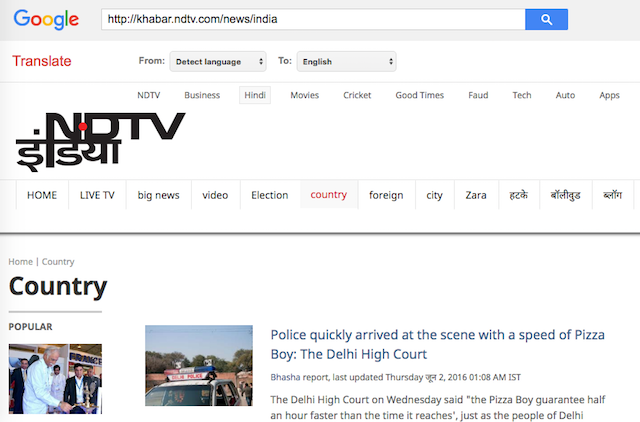 Google http://khabar.ndtv.com/news/india
Translate From: Detect language To: English
NDTV Business Hindi Movies Cricket Good Times Faud Tech Auto Apps
NDTV
इंडिया
HOME LIVE TV big news video Election country foreign city Zara हटके बॉलीवुड ब्लॉग
Home | Country
Country
POPULAR
Police quickly arrived at the scene with a speed of Pizza
Boy: The Delhi High Court
Bhasha report, last updated Thursday जून 2, 2016 01:08 AM IST
The Delhi High Court on Wednesday said "the Pizza Boy guarantee half
an hour faster than the time it reaches', just as the people of Delhi
POLICE